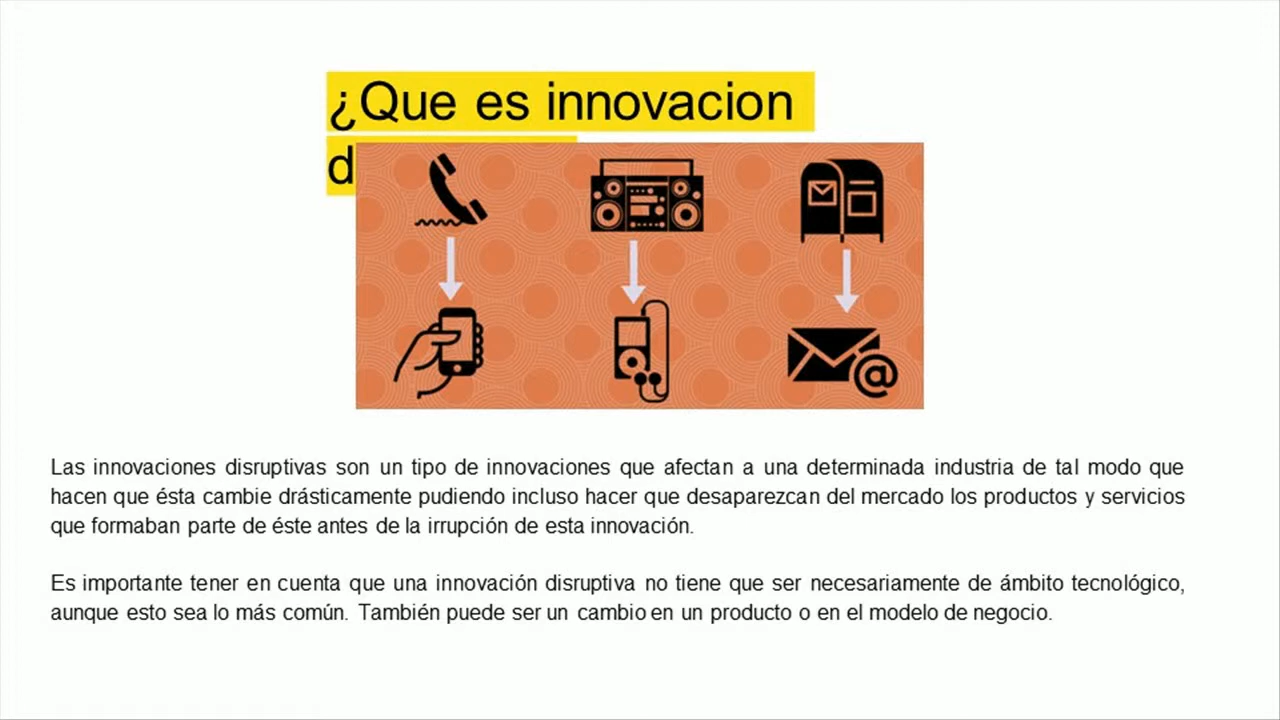 ¿Que es innovacion
d
@
Las innovaciones disruptivas son un tipo de innovaciones que afectan a una determinada industria de tal modo que
hacen que ésta cambie drásticamente pudiendo incluso hacer que desaparezcan del mercado los productos y servicios
que formaban parte de éste antes de la irrupción de esta innovación.
Es importante tener en cuenta que una innovación disruptiva no tiene que ser necesariamente de ámbito tecnológico,
aunque esto sea lo más común. También puede ser un cambio en un producto o en el modelo de negocio.